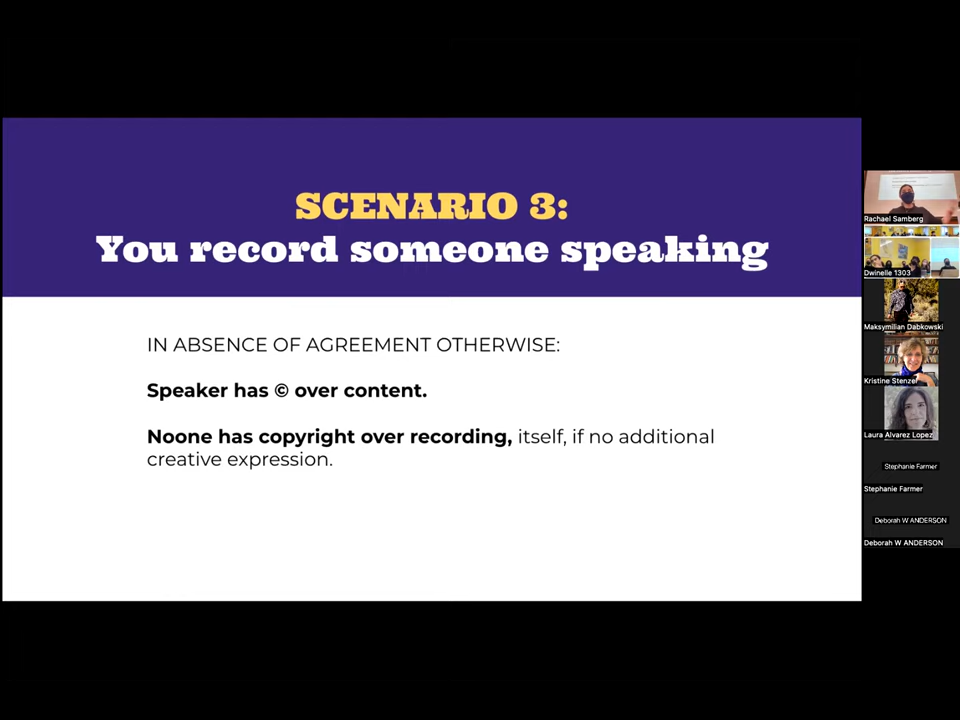 SCENARIO 3:
You record someone speaking
IN ABSENCE OF AGREEMENT OTHERWISE:
Speaker has © over content.
Noone has copyright over recording, itself, if no additional
creative expression.
Rachael Samberg
Dwinelle 1303
Maksymilian Dabkowski
Kristine Stenzel
Laura Alvarez Lopez
Stephanie Farmer
Stephanie Farmer
Deborah W ANDERSON
Deborah W ANDERSON